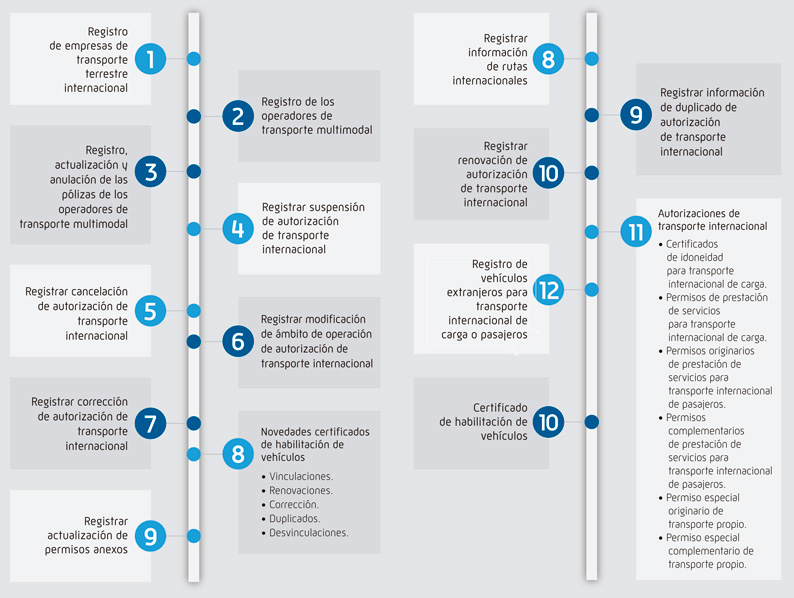 Registro
de empresas de
transporte
terrestre
internacional
1
2
Registro de los
operadores de
transporte multimodal
Registro,
actualización y
anulación de las
pólizas de los
operadores de
transporte multimodal
3
4
Registrar suspensión
de autorización
de transporte
internacional
Registrar cancelación
de autorización de
transporte
internacional
5
6
Registrar modificación
de ámbito de operación
de autorización de
transporte internacional
Registrar corrección
de autorización de
transporte
internacional
7
8
Novedades certificados
de habilitación de
vehículos
• Vinculaciones.
• Renovaciones.
• Corrección.
• Duplicados.
• Desvinculaciones.
Registrar
actualización de
permisos anexos
9
Registrar
información
de rutas
internacionales
8
9
Registrar información
de duplicado de
autorización
de transporte
internacional
Registrar
renovación de
autorización
de transporte
internacional
10
11
Autorizaciones de
transporte internacional
• Certificados
de idoneidad
para transporte
internacional de carga.
• Permisos de prestación
de servicios
para transporte
internacional de carga.
• Permisos originarios
de prestación de
servicios para
transporte internacional
de pasajeros.
• Permisos
complementarios
de prestación de
servicios para
transporte internacional
de pasajeros.
• Permiso especial
originario de
transporte propio.
• Permiso especial
complementario de
transporte propio.
Registro de
vehículos
extranjeros para
transporte
internacional de
carga o pasajeros
12
Certificado
de habilitación de
vehículos
10